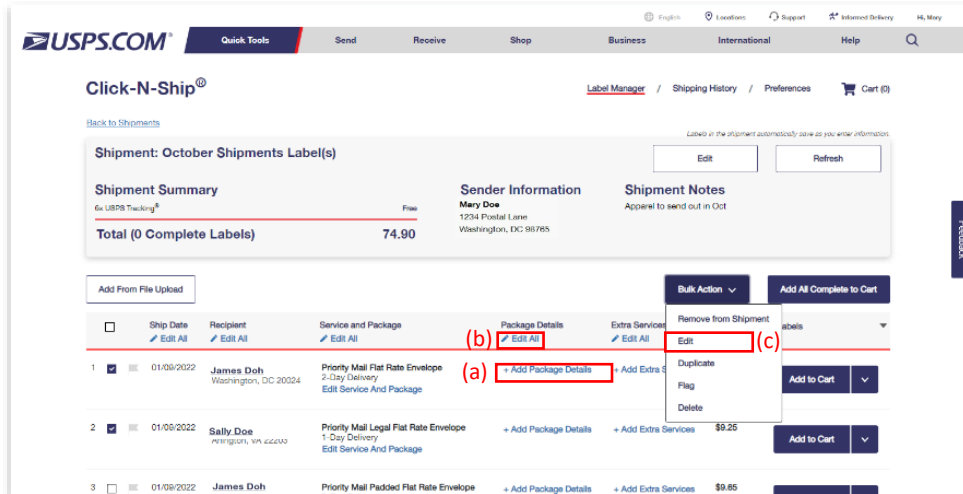 English Locations Support Informed Delivery Hi, Mary
USPS.COM® Quick Tools Send Receive Shop Business International Help
Click-N-Ship® Label Manager / Shipping History / Preferences Cart (0)
Back to Shipments
Labels in the shipment automatically save as you enter information.
Shipment: October Shipments Label(s) Edit Refresh
Shipment Summary Sender Information Shipment Notes
6x USPS Tracking® Free Mary Doe Apparel to send out in Oct
1234 Postal Lane
Total (0 Complete Labels) 74.90 Washington, DC 98765
Feedback
Add From File Upload Bulk Action Add All Complete to Cart
Remove from Shipment
Ship Date Recipient Service and Package Package Details Extra Services abels
Edit All Edit All Edit All (b) Edit All Edit All Edit (c)
Duplicate
1 01/09/2022 James Doh Priority Mail Flat Rate Envelope (a) + Add Package Details + Add Extra S Add to Cart
Washington, DC 20024 2-Day Delivery Flag
Edit Service And Package
Delete
2 01/09/2022 Sally Doe Priority Mail Legal Flat Rate Envelope + Add Package Details + Add Extra Services $9.25 Add to Cart
Arlington, VA 22203 1-Day Delivery
Edit Service And Package
3 01/09/2022 James Doh Priority Mail Padded Flat Rate Envelope + Add Package Details + Add Extra Services $9.65